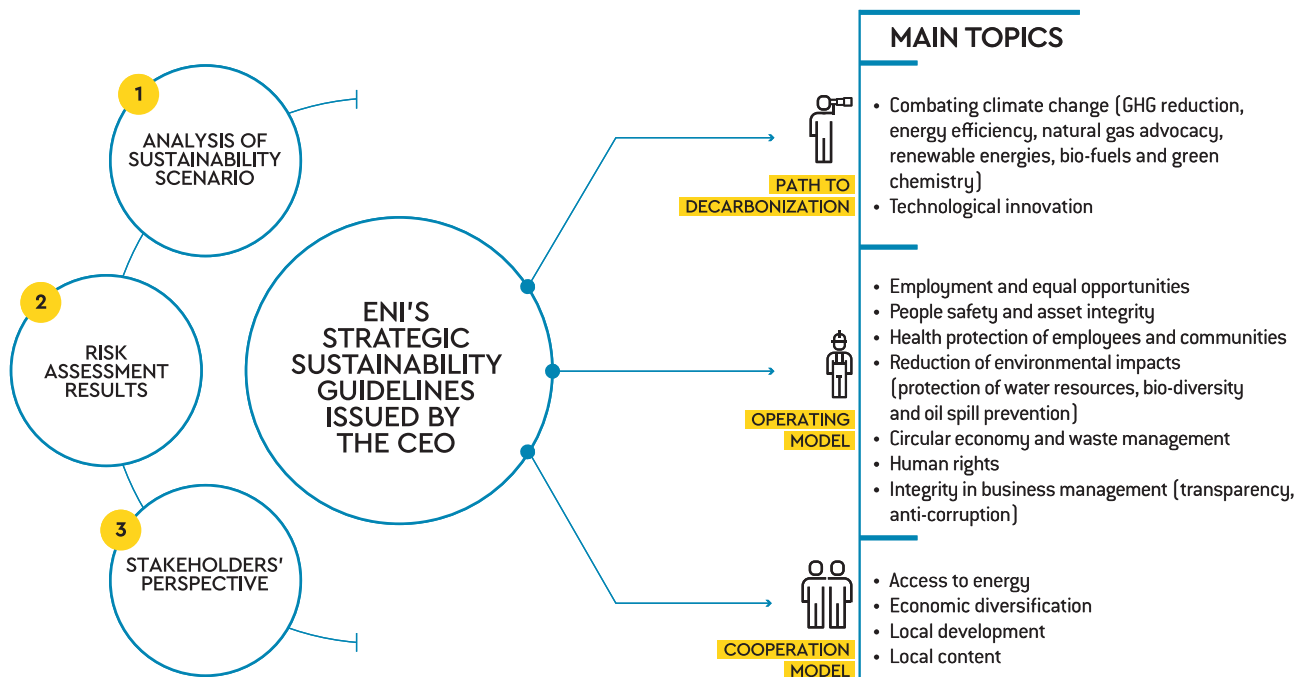 1
ANALYSIS OF
SUSTAINABILITY
SCENARIO
2
RISK
ASSESSMENT
RESULTS
3
STAKEHOLDERS'
PERSPECTIVE
ENI'S
STRATEGIC
SUSTAINABILITY
GUIDELINES
ISSUED BY
THE CEO
MAIN TOPICS
PATH TO
DECARBONIZATION
• Combating climate change (GHG reduction,
energy efficiency, natural gas advocacy,
renewable energies, bio-fuels and green
chemistry)
• Technological innovation
OPERATING
MODEL
• Employment and equal opportunities
• People safety and asset integrity
• Health protection of employees and communities
• Reduction of environmental impacts
(protection of water resources, bio-diversity
and oil spill prevention)
• Circular economy and waste management
• Human rights
• Integrity in business management (transparency,
anti-corruption)
COOPERATION
MODEL
• Access to energy
• Economic diversification
• Local development
• Local content